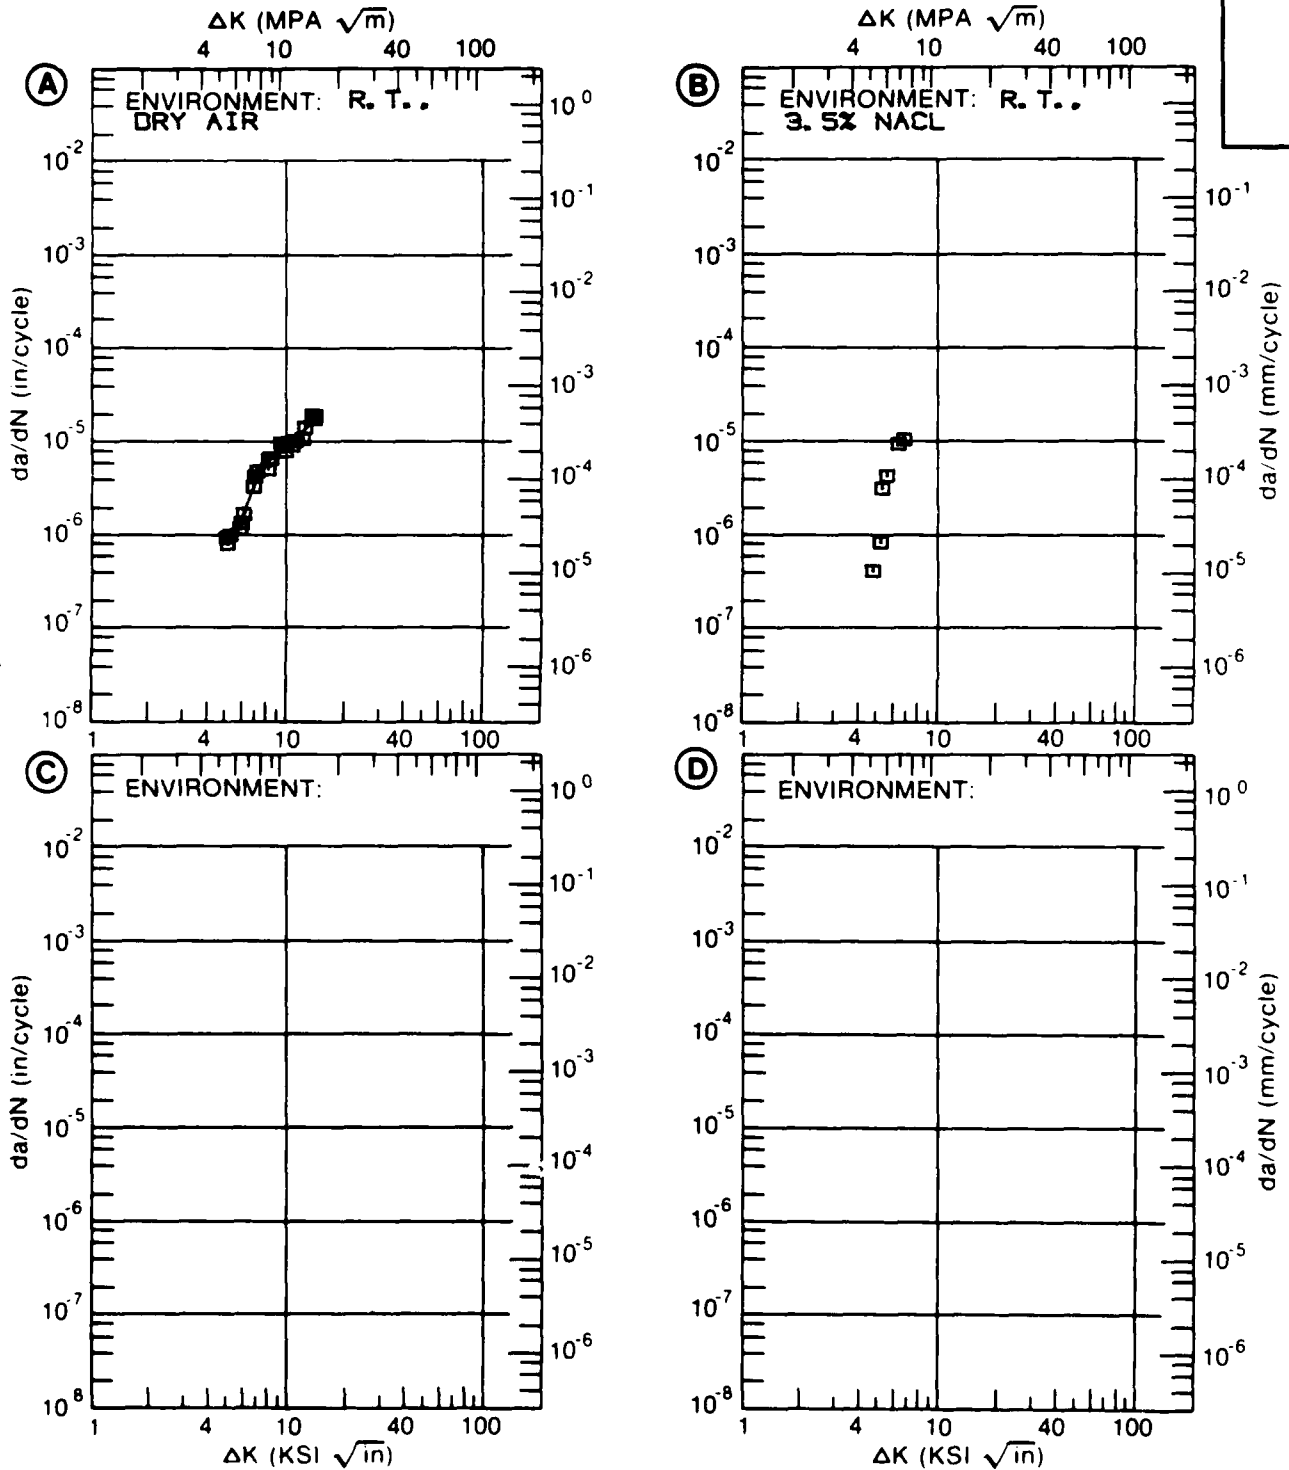 ΔK (MPA √m)
4 10 40 100
ΔK (MPA √m)
4 10 40 100
A
ENVIRONMENT: R. T..
DRY AIR
10⁻²
10⁻³
10⁻⁴
10⁻⁵
10⁻⁶
10⁻⁷
10⁻⁸
da/dN (in/cycle)
10⁰
10⁻¹
10⁻²
10⁻³
10⁻⁴
10⁻⁵
10⁻⁶
1 4 10 40 100
B
ENVIRONMENT: R. T..
3. 5% NACL
10⁻²
10⁻³
10⁻⁴
10⁻⁵
10⁻⁶
10⁻⁷
10⁻⁸
10⁻¹
10⁻²
10⁻³
10⁻⁴
10⁻⁵
10⁻⁶
da/dN (mm/cycle)
1 4 10 40 100
C
ENVIRONMENT:
10⁻²
10⁻³
10⁻⁴
10⁻⁵
10⁻⁶
10⁻⁷
10⁸
da/dN (in/cycle)
10⁰
10⁻¹
10⁻²
10⁻³
10⁻⁴
10⁻⁵
10⁻⁶
1 4 10 40 100
ΔK (KSI √in)
D
ENVIRONMENT:
10⁻²
10⁻³
10⁻⁴
10⁻⁵
10⁻⁶
10⁻⁷
10⁻⁸
10⁰
10⁻¹
10⁻²
10⁻³
10⁻⁴
10⁻⁵
10⁻⁶
da/dN (mm/cycle)
1 4 10 40 100
ΔK (KSI √in)